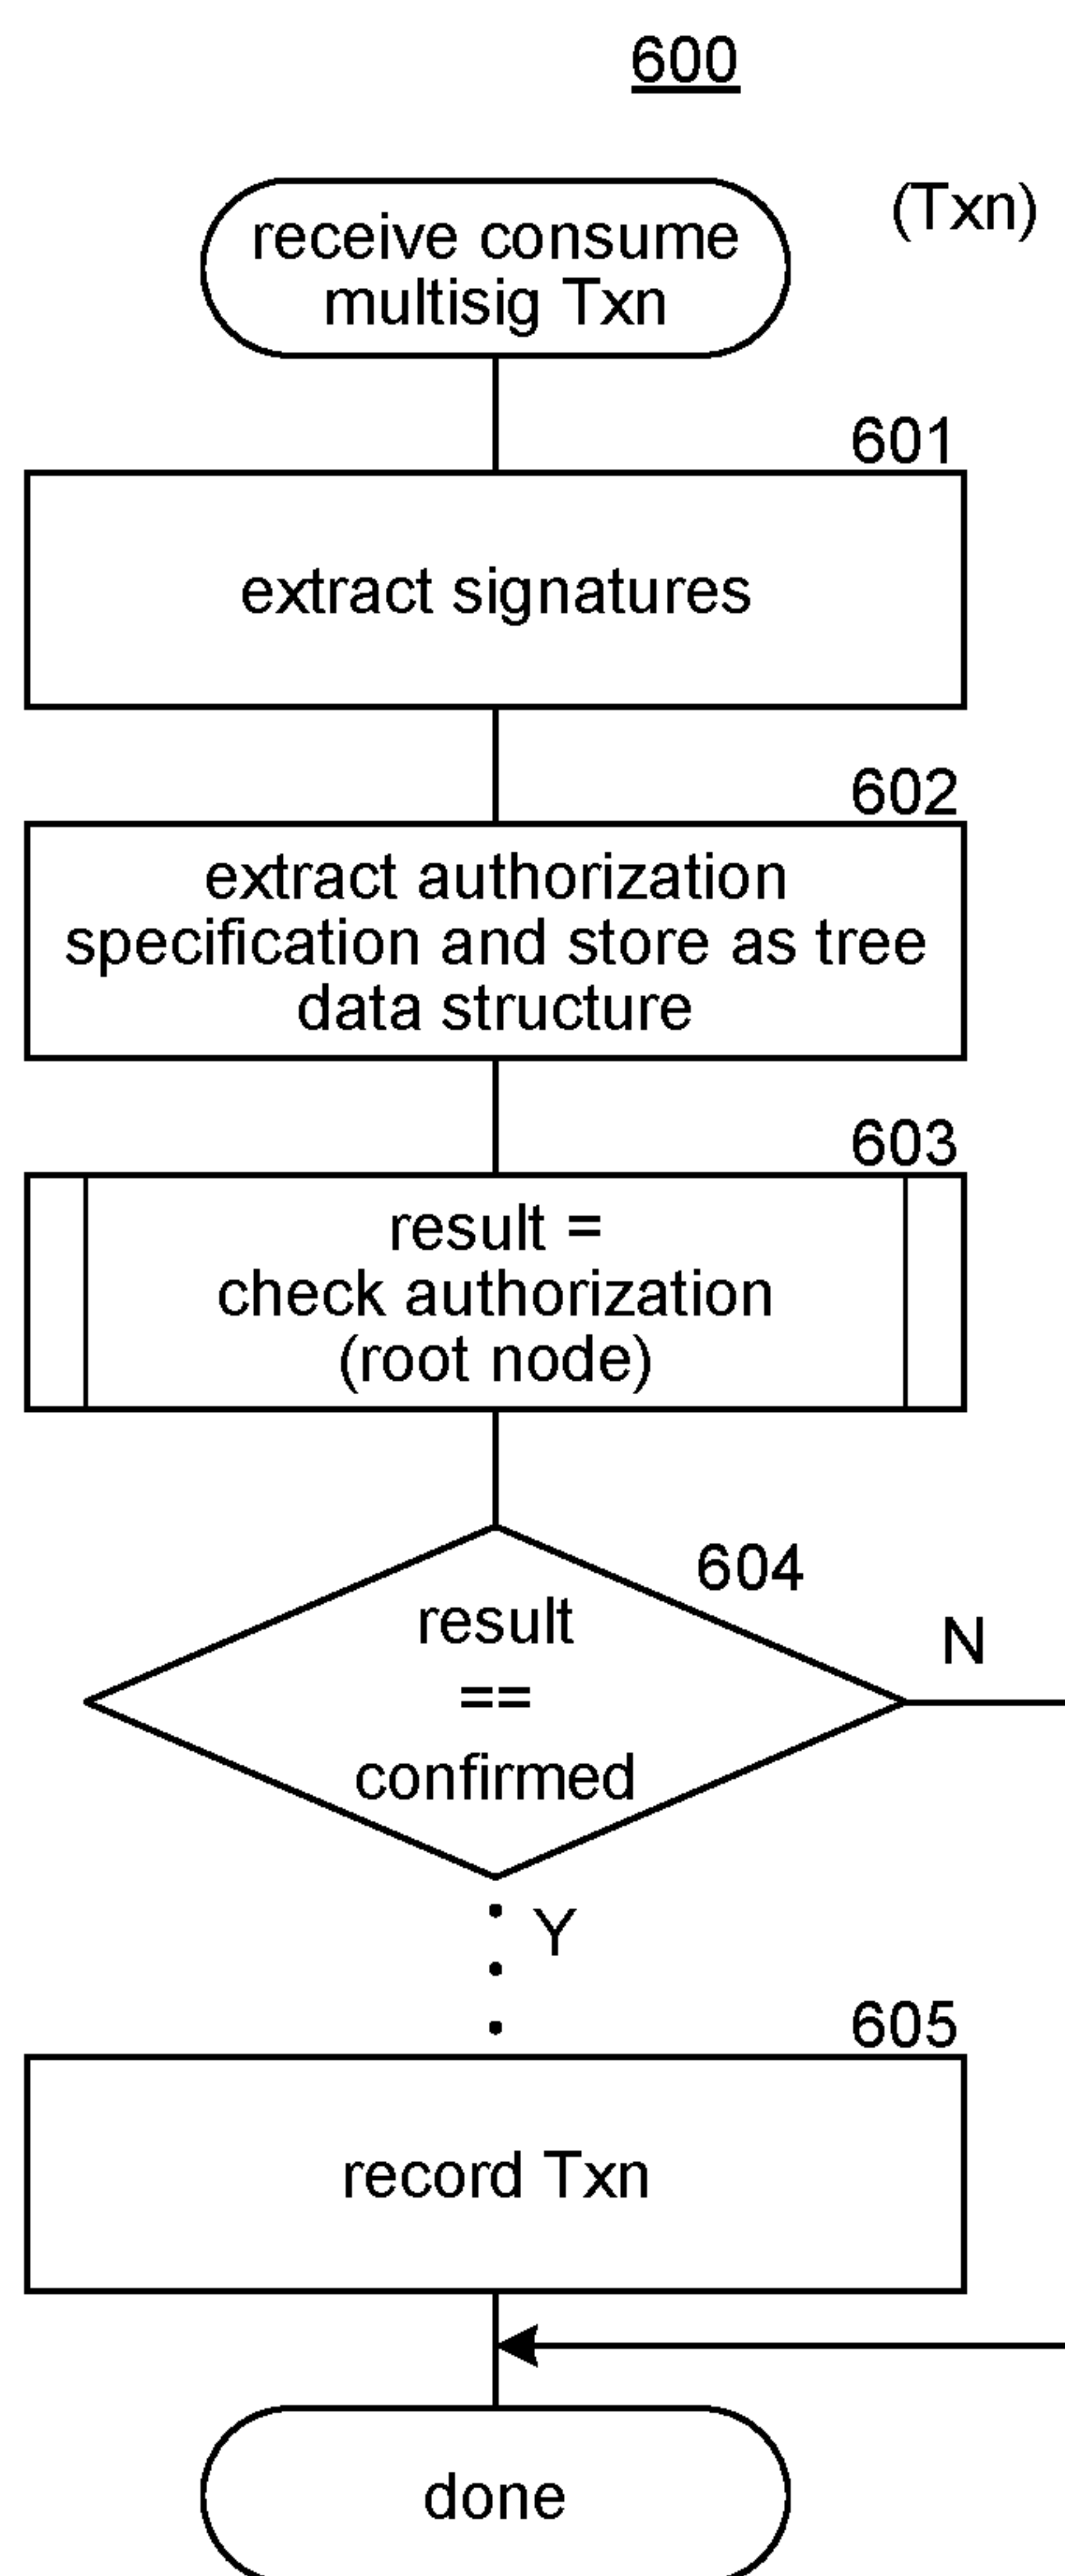 600
(Txn)
receive consume
multisig Txn
601
extract signatures
602
extract authorization
specification and store as tree
data structure
603
result =
check authorization
(root node)
604
result
==
confirmed
N
Y
605
record Txn
done